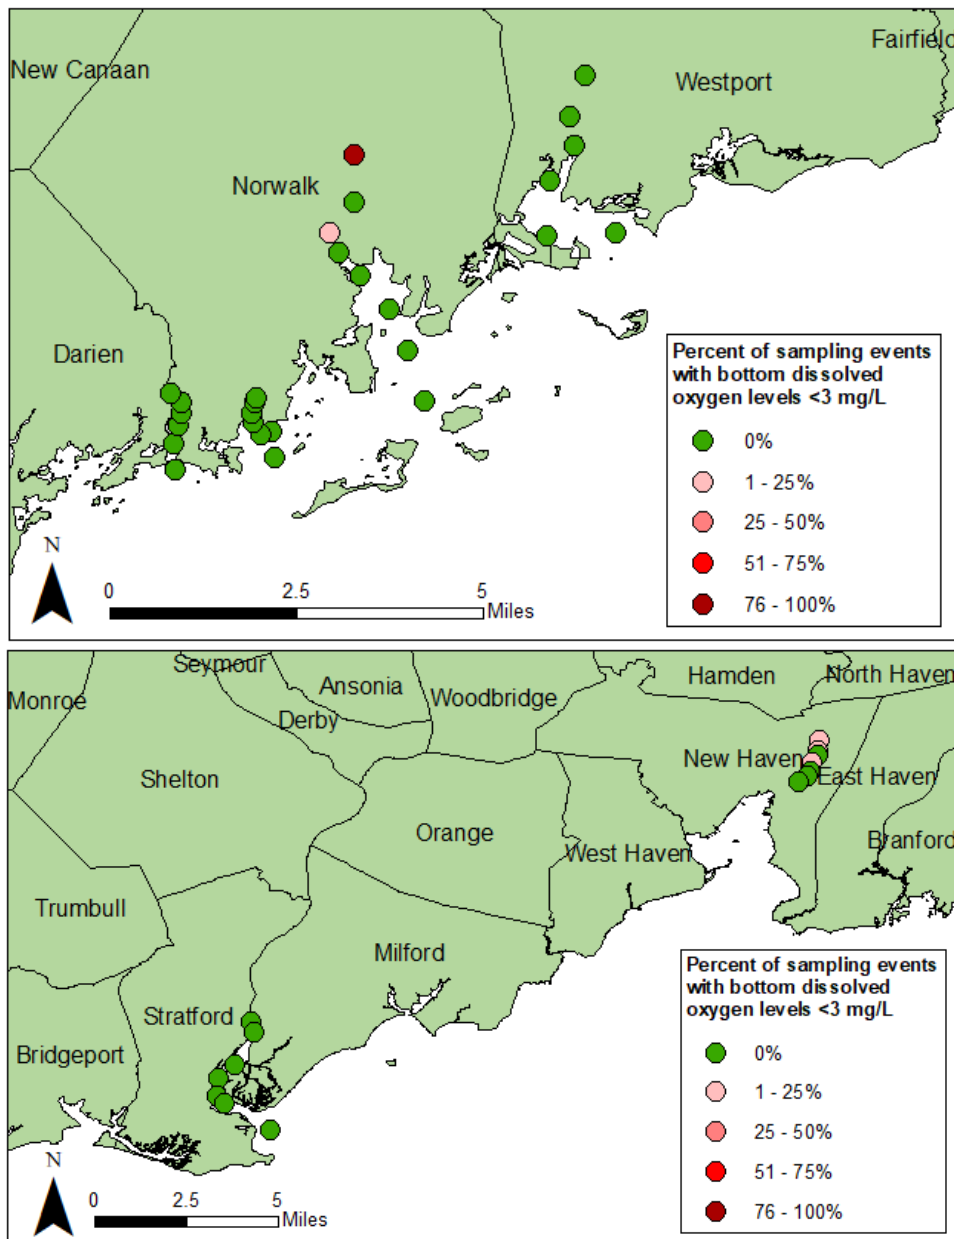 Fairfield
New Canaan
Westport
Norwalk
Darien
Percent of sampling events
with bottom dissolved
oxygen levels <3 mg/L
0%
1 - 25%
25 - 50%
51 - 75%
76 - 100%
N
0 2.5 5
Miles
Seymour
Hamden
North Haven
Monroe
Ansonia
Woodbridge
Derby
New Haven
Shelton
East Haven
Orange
West Haven
Branford
Trumbull
Milford
Stratford
Bridgeport
Percent of sampling events
with bottom dissolved
oxygen levels <3 mg/L
0%
1 - 25%
25 - 50%
51 - 75%
76 - 100%
N
0 2.5 5
Miles